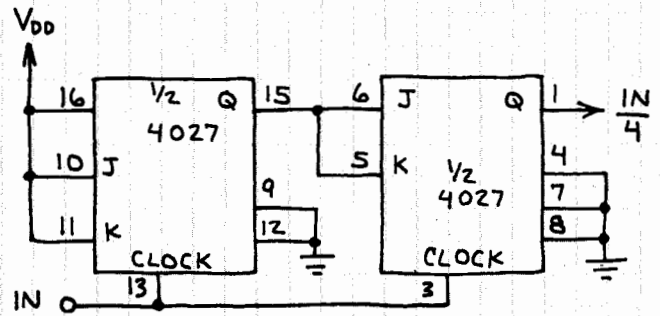 VDD
16 1/2 Q 15
4027
10 J
11 K
9
12
CLOCK
13
IN
6 J Q 1
5 K
1/2
4027
4
7
8
CLOCK
3
IN/4